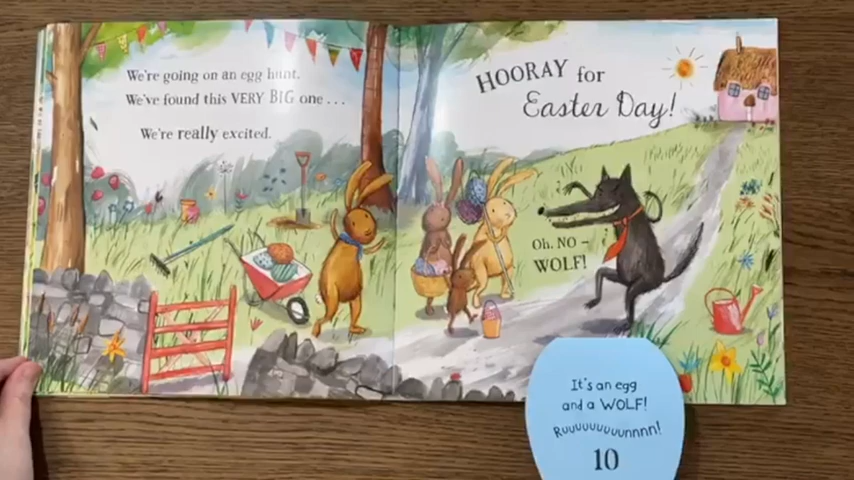 We're going on an egg hunt.
We've found this VERY BIG one . . .
We're really excited.
HOORAY for
Easter Day!
Oh, NO –
WOLF!
It's an egg
and a WOLF!
Ruuuuuuuuunnnn!
10